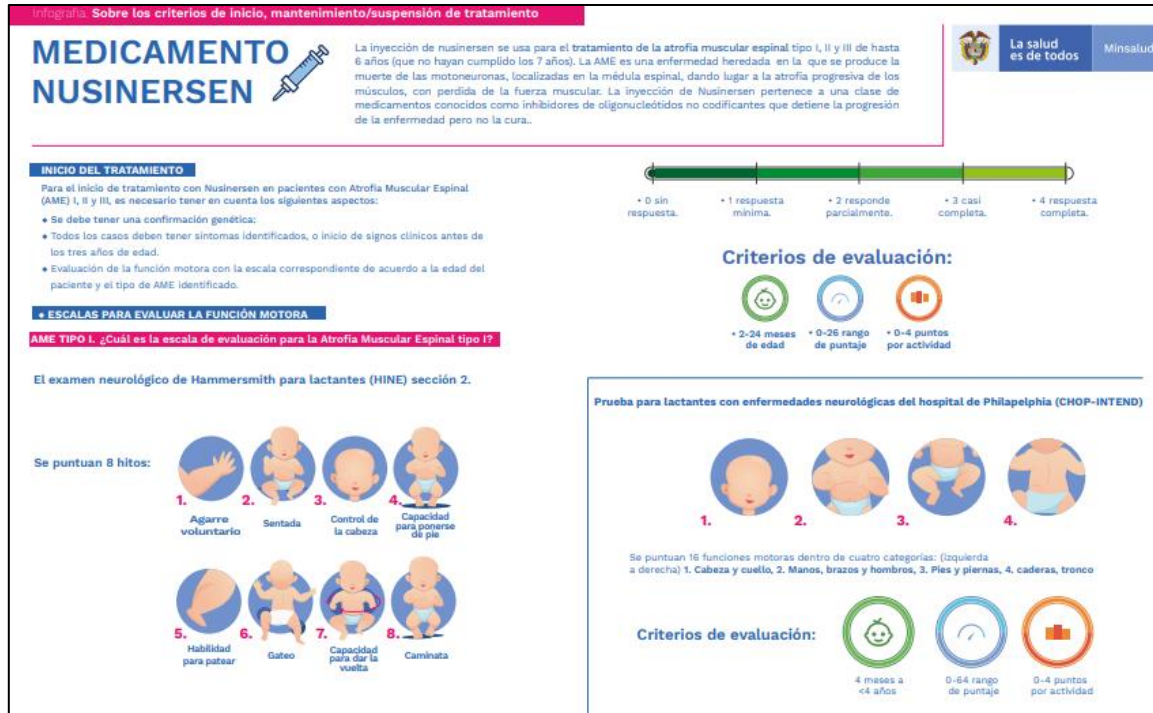 Infografía. Sobre los criterios de inicio, mantenimiento/suspensión de tratamiento
MEDICAMENTO
NUSINERSEN
La inyección de nusinersen se usa para el tratamiento de la atrofia muscular espinal tipo I, II y III de hasta
6 años (que no hayan cumplido los 7 años). La AME es una enfermedad heredada en la que se produce la
muerte de las motoneuronas, localizadas en la médula espinal, dando lugar a la atrofia progresiva de los
músculos, con perdida de la fuerza muscular. La inyección de Nusinersen pertenece a una clase de
medicamentos conocidos como inhibidores de oligonucleótidos no codificantes que detiene la progresión
de la enfermedad pero no la cura..
La salud
es de todos
Minsalud
INICIO DEL TRATAMIENTO
Para el inicio de tratamiento con Nusinersen en pacientes con Atrofia Muscular Espinal
(AME) I, II y III, es necesario tener en cuenta los siguientes aspectos:
◆ Se debe tener una confirmación genética:
◆ Todos los casos deben tener síntomas identificados, o inicio de signos clínicos antes de
los tres años de edad.
◆ Evaluación de la función motora con la escala correspondiente de acuerdo a la edad del
paciente y el tipo de AME identificado.
◆ ESCALAS PARA EVALUAR LA FUNCIÓN MOTORA
AME TIPO I. ¿Cuál es la escala de evaluación para la Atrofia Muscular Espinal tipo I?
El examen neurológico de Hammersmith para lactantes (HINE) sección 2.
Se puntuan 8 hitos:
1.
2.
3.
4.
Agarre
voluntario
Sentada
Control de
la cabeza
Capacidad
para ponerse
de pie
5.
6.
7.
8.
Habilidad
para patear
Gateo
Capacidad
para dar la
vuelta
Caminata
• 0 sin
respuesta.
• 1 respuesta
mínima.
• 2 responde
parcialmente.
• 3 casi
completa.
• 4 respuesta
completa.
Criterios de evaluación:
• 2-24 meses
de edad
• 0-26 rango
de puntaje
• 0-4 puntos
por actividad
Prueba para lactantes con enfermedades neurológicas del hospital de Philapelphia (CHOP-INTEND)
1.
2.
3.
4.
Se puntuan 16 funciones motoras dentro de cuatro categorías: (izquierda
a derecha) 1. Cabeza y cuello, 2. Manos, brazos y hombros, 3. Pies y piernas, 4. caderas, tronco
Criterios de evaluación:
4 meses a
<4 años
0-64 rango
de puntaje
0-4 puntos
por actividad